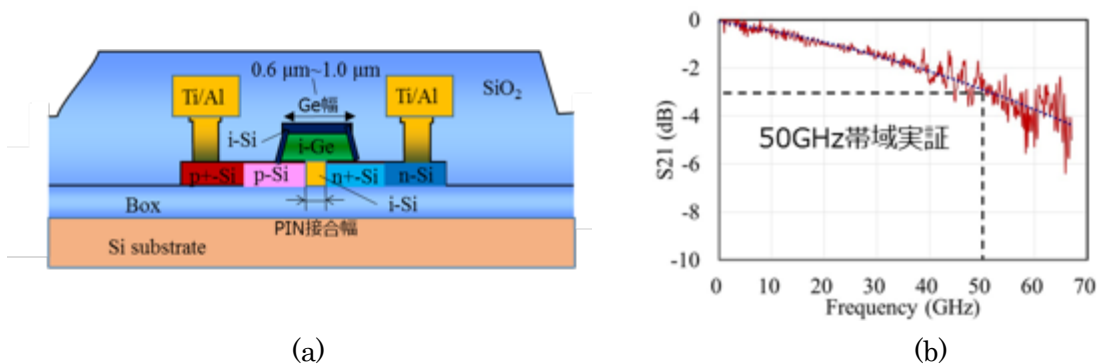 0.6 μm~1.0 μm
Ge幅
SiO2
Ti/Al
Ti/Al
i-Si
i-Ge
p+-Si
p-Si
n+-Si
n-Si
i-Si
Box
PIN接合幅
Si substrate
(a)
0
-2
-4
-6
-8
-10
S21 (dB)
50GHz帯域実証
0 10 20 30 40 50 60 70
Frequency (GHz)
(b)